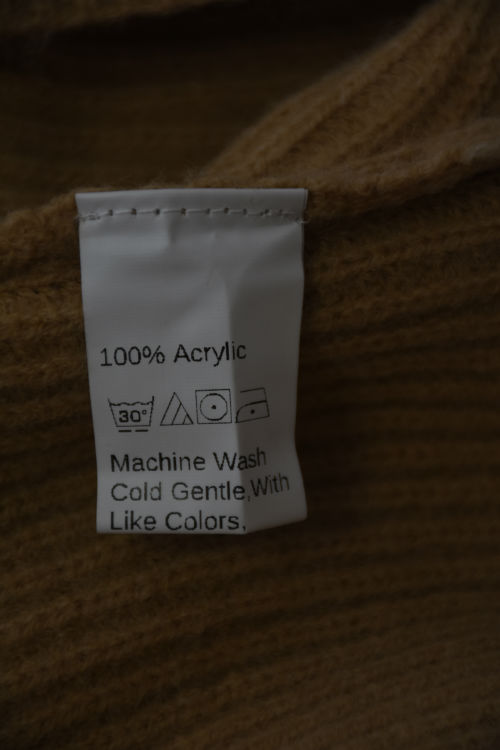 100% Acrylic
30°
Machine Wash
Cold Gentle,With
Like Colors,